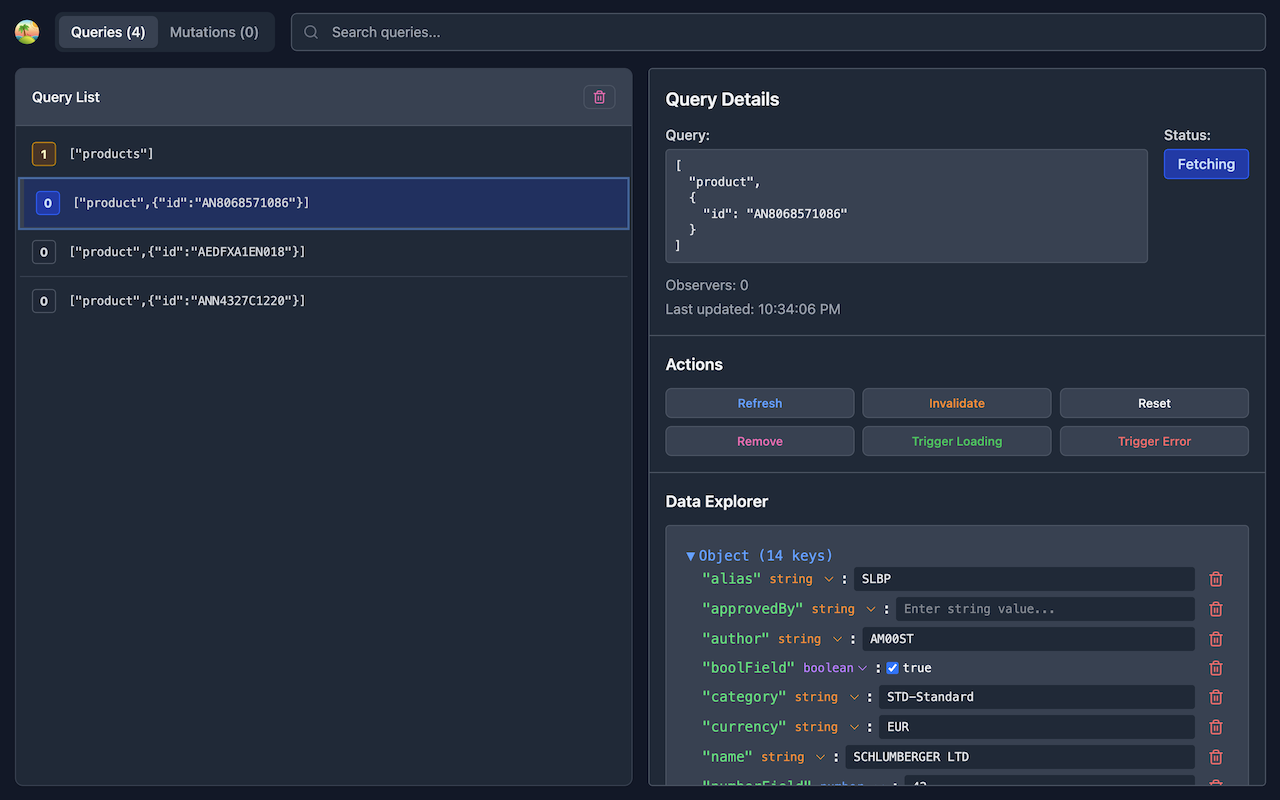 Queries (4) Mutations (0) Search queries...
Query List
1 ["products"]
0 ["product",{"id":"AN8068571086"}]
0 ["product",{"id":"AEDFXA1EN018"}]
0 ["product",{"id":"ANN4327C1220"}]
Query Details
Query:
[
"product",
{
"id": "AN8068571086"
}
]
Status:
Fetching
Observers: 0
Last updated: 10:34:06 PM
Actions
Refresh Invalidate Reset
Remove Trigger Loading Trigger Error
Data Explorer
▼Object (14 keys)
"alias" string : SLBP
"approvedBy" string : Enter string value...
"author" string : AM00ST
"boolField" boolean : true
"category" string : STD-Standard
"currency" string : EUR
"name" string : SCHLUMBERGER LTD
"numberField" number : 42